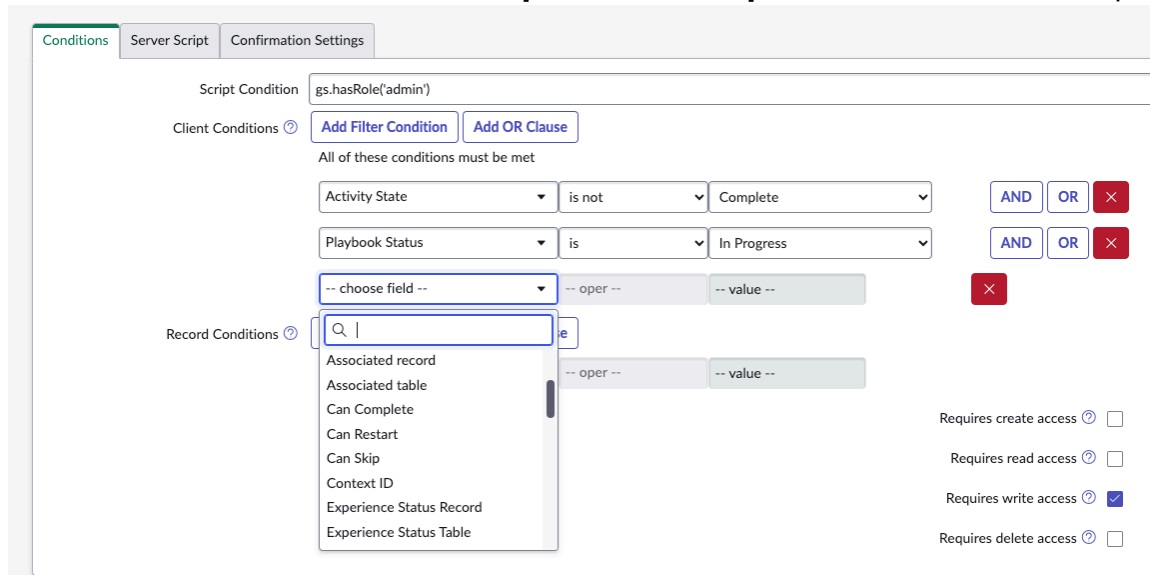 Conditions Server Script Confirmation Settings
Script Condition gs.hasRole('admin')
Client Conditions Add Filter Condition Add OR Clause
All of these conditions must be met
Activity State is not Complete AND OR
Playbook Status is In Progress AND OR
-- choose field -- -- oper -- -- value --
Record Conditions
Associated record
Associated table
-- oper -- -- value --
Can Complete
Can Restart
Can Skip
Context ID
Experience Status Record
Experience Status Table
Requires create access
Requires read access
Requires write access
Requires delete access